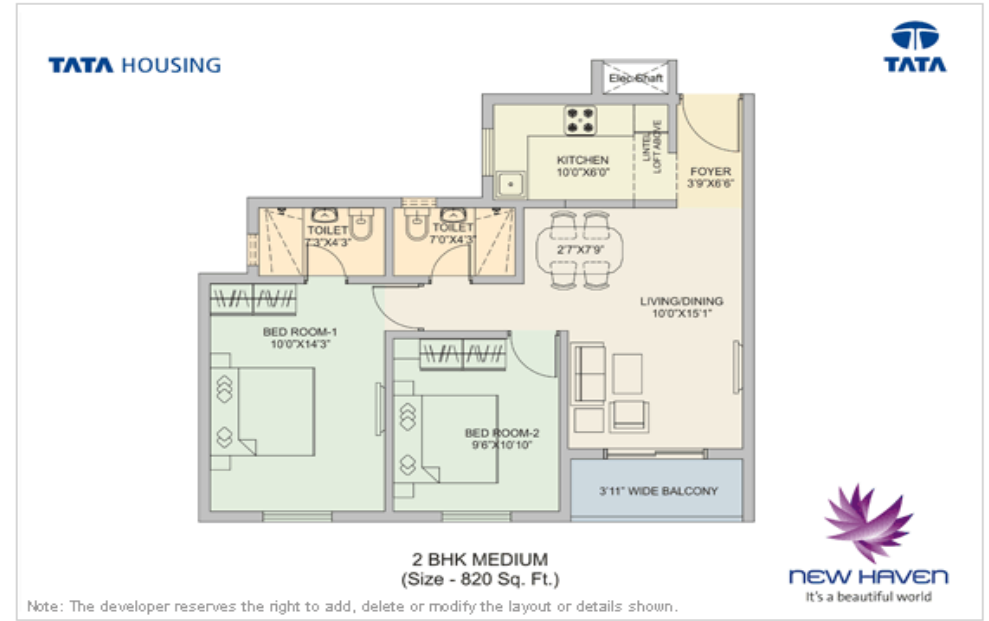 TATA HOUSING
TATA
Elec Shaft
KITCHEN
10'0"X6'0"
LINTEL
LOFT ABOVE
FOYER
3'9"X6'6"
TOILET
7'3"X4'3"
TOILET
7'0"X4'3"
2'7"X7'9"
LIVING/DINING
10'0"X15'1"
BED ROOM-1
10'0"X14'3"
BED ROOM-2
9'6"X10'10"
3'11" WIDE BALCONY
2 BHK MEDIUM
(Size - 820 Sq. Ft.)
NEW HAVEN
It's a beautiful world
Note: The developer reserves the right to add, delete or modify the layout or details shown.